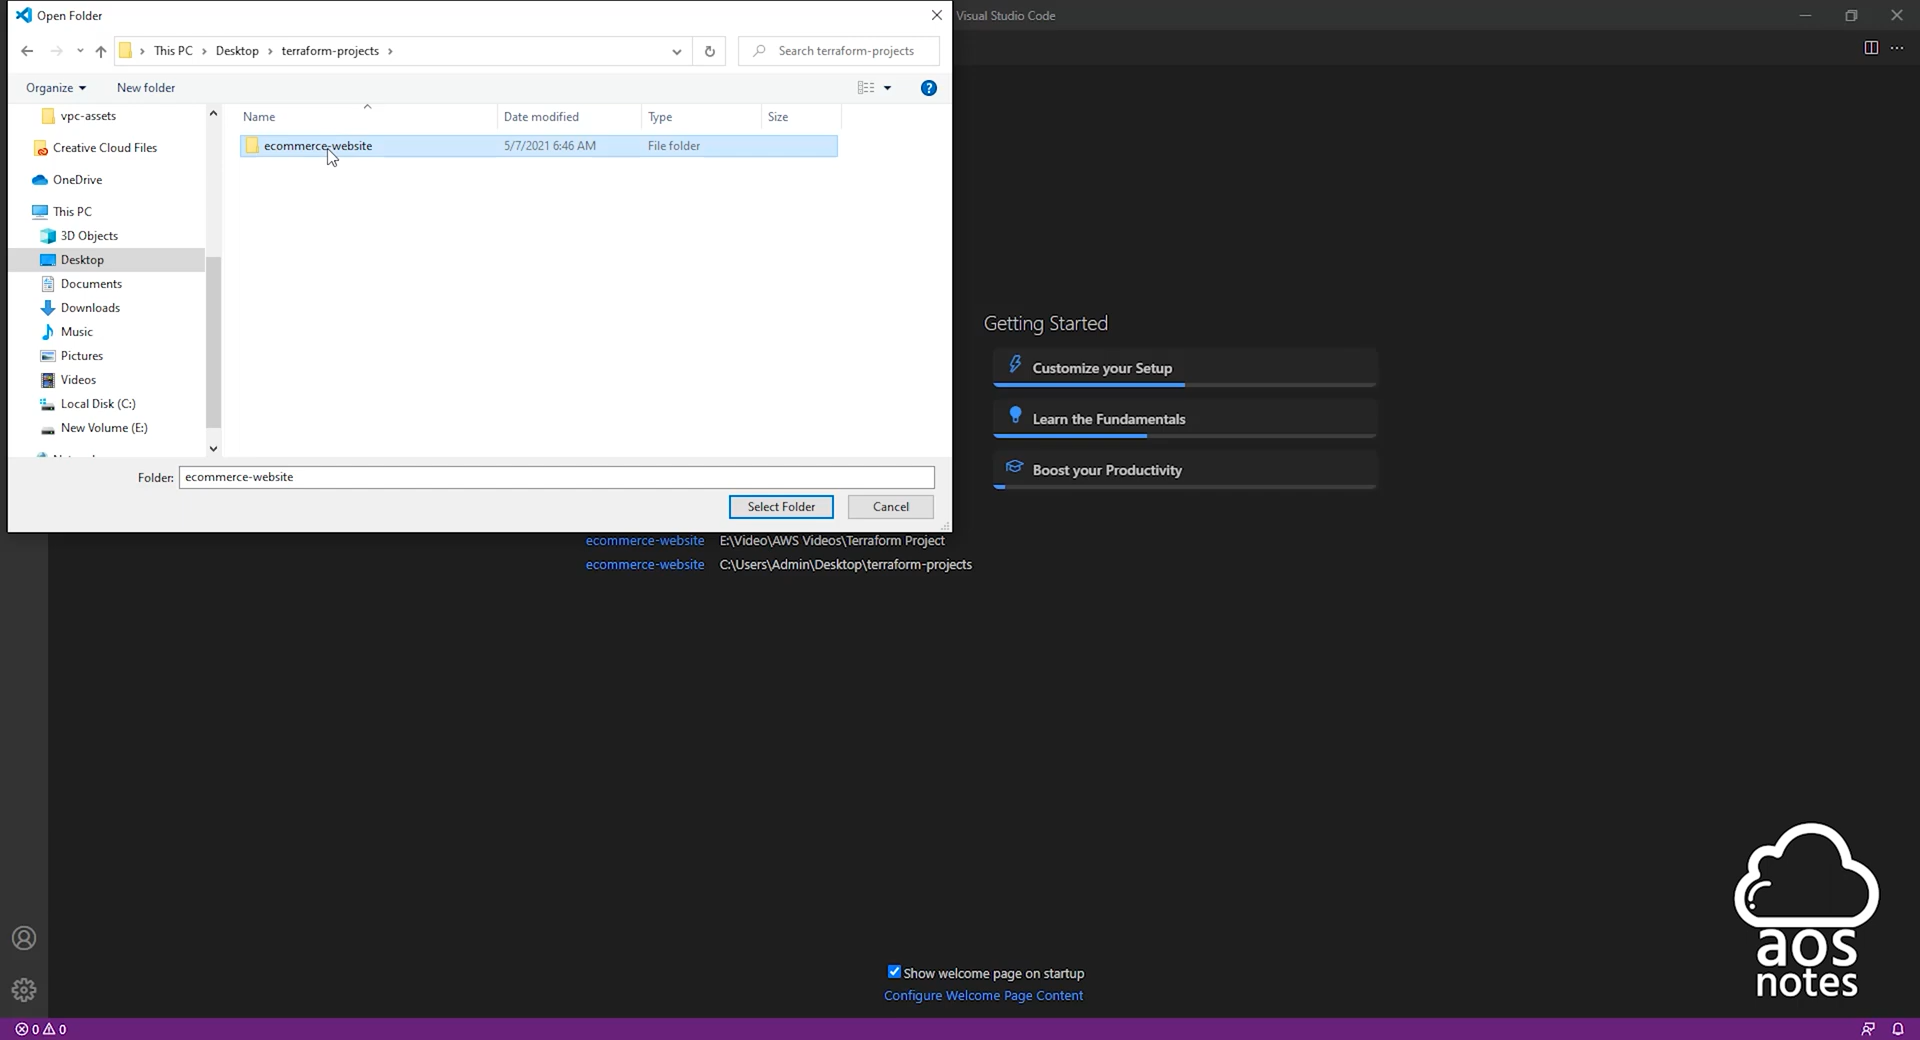 Open Folder
Visual Studio Code
This PC > Desktop > terraform-projects >
Search terraform-projects
Organize
New folder
vpc-assets
Creative Cloud Files
OneDrive
This PC
3D Objects
Desktop
Documents
Downloads
Music
Pictures
Videos
Local Disk (C:)
New Volume (E:)
Name Date modified Type Size
ecommerce-website 5/7/2021 6:46 AM File folder
Folder: ecommerce-website
Select Folder
Cancel
Getting Started
Customize your Setup
Learn the Fundamentals
Boost your Productivity
ecommerce-website E:\Video\AWS Videos\Terraform Project
ecommerce-website C:\Users\Admin\Desktop\terraform-projects
Show welcome page on startup
Configure Welcome Page Content
aos
notes
0 0